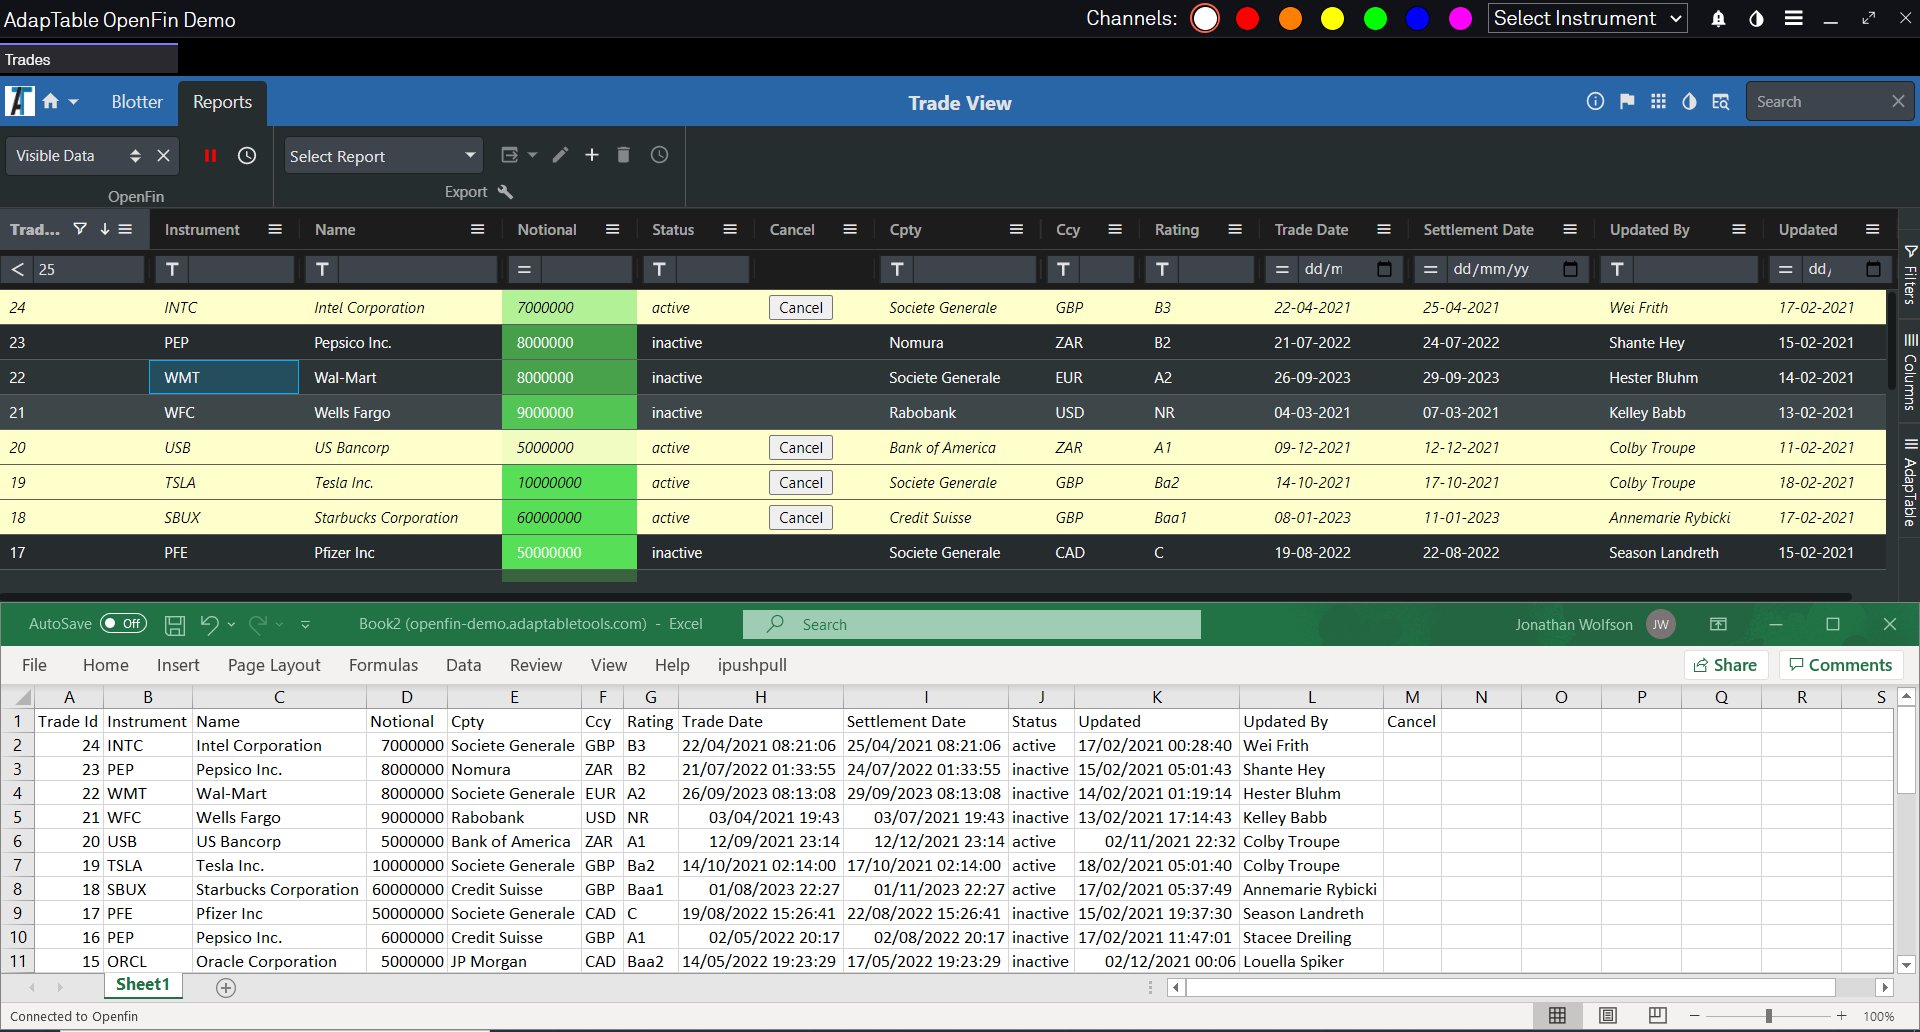 AdapTable OpenFin Demo Channels: Select Instrument
Trades
Blotter Reports Trade View Search
Visible Data Select Report
OpenFin Export
Trad... Instrument Name Notional Status Cancel Cpty Ccy Rating Trade Date Settlement Date Updated By Updated
< 25 T T = T T T T = dd/m = dd/mm/yy T = dd/
24 INTC Intel Corporation 7000000 active Cancel Societe Generale GBP B3 22-04-2021 25-04-2021 Wei Frith 17-02-2021
23 PEP Pepsico Inc. 8000000 inactive Nomura ZAR B2 21-07-2022 24-07-2022 Shante Hey 15-02-2021
22 WMT Wal-Mart 8000000 inactive Societe Generale EUR A2 26-09-2023 29-09-2023 Hester Bluhm 14-02-2021
21 WFC Wells Fargo 9000000 inactive Rabobank USD NR 04-03-2021 07-03-2021 Kelley Babb 13-02-2021
20 USB US Bancorp 5000000 active Cancel Bank of America ZAR A1 09-12-2021 12-12-2021 Colby Troupe 11-02-2021
19 TSLA Tesla Inc. 10000000 active Cancel Societe Generale GBP Ba2 14-10-2021 17-10-2021 Colby Troupe 18-02-2021
18 SBUX Starbucks Corporation 60000000 active Cancel Credit Suisse GBP Baa1 08-01-2023 11-01-2023 Annemarie Rybicki 17-02-2021
17 PFE Pfizer Inc 50000000 inactive Societe Generale CAD C 19-08-2022 22-08-2022 Season Landreth 15-02-2021
Filters
Columns
AdapTable
AutoSave Off Book2 (openfin-demo.adaptabletools.com) - Excel Search Jonathan Wolfson JW
File Home Insert Page Layout Formulas Data Review View Help ipushpull Share Comments
A B C D E F G H I J K L M N O P Q R S
1 Trade Id Instrument Name Notional Cpty Ccy Rating Trade Date Settlement Date Status Updated Updated By Cancel
2 24 INTC Intel Corporation 7000000 Societe Generale GBP B3 22/04/2021 08:21:06 25/04/2021 08:21:06 active 17/02/2021 00:28:40 Wei Frith
3 23 PEP Pepsico Inc. 8000000 Nomura ZAR B2 21/07/2022 01:33:55 24/07/2022 01:33:55 inactive 15/02/2021 05:01:43 Shante Hey
4 22 WMT Wal-Mart 8000000 Societe Generale EUR A2 26/09/2023 08:13:08 29/09/2023 08:13:08 inactive 14/02/2021 01:19:14 Hester Bluhm
5 21 WFC Wells Fargo 9000000 Rabobank USD NR 03/04/2021 19:43 03/07/2021 19:43 inactive 13/02/2021 17:14:43 Kelley Babb
6 20 USB US Bancorp 5000000 Bank of America ZAR A1 12/09/2021 23:14 12/12/2021 23:14 active 02/11/2021 22:32 Colby Troupe
7 19 TSLA Tesla Inc. 10000000 Societe Generale GBP Ba2 14/10/2021 02:14:00 17/10/2021 02:14:00 active 18/02/2021 05:01:40 Colby Troupe
8 18 SBUX Starbucks Corporation 60000000 Credit Suisse GBP Baa1 01/08/2023 22:27 01/11/2023 22:27 active 17/02/2021 05:37:49 Annemarie Rybicki
9 17 PFE Pfizer Inc 50000000 Societe Generale CAD C 19/08/2022 15:26:41 22/08/2022 15:26:41 inactive 15/02/2021 19:37:30 Season Landreth
10 16 PEP Pepsico Inc. 6000000 Credit Suisse GBP A1 02/05/2022 20:17 02/08/2022 20:17 inactive 17/02/2021 11:47:01 Stacee Dreiling
11 15 ORCL Oracle Corporation 5000000 JP Morgan CAD Baa2 14/05/2022 19:23:29 17/05/2022 19:23:29 inactive 02/12/2021 00:06 Louella Spiker
Sheet1
Connected to Openfin 100%